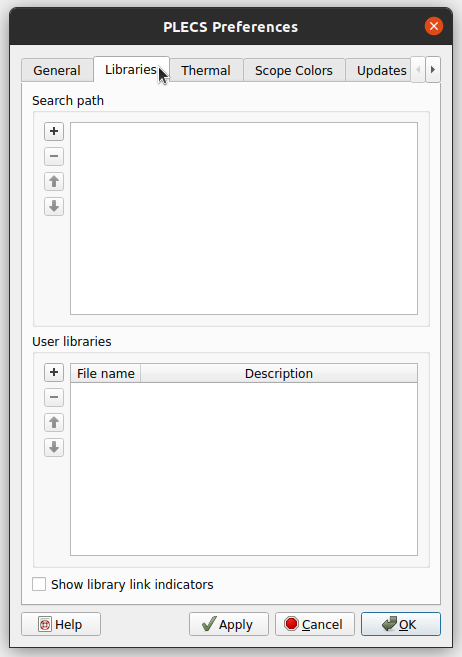 PLECS Preferences
General Libraries Thermal Scope Colors Updates
Search path
User libraries
File name Description
Show library link indicators
Help Apply Cancel OK